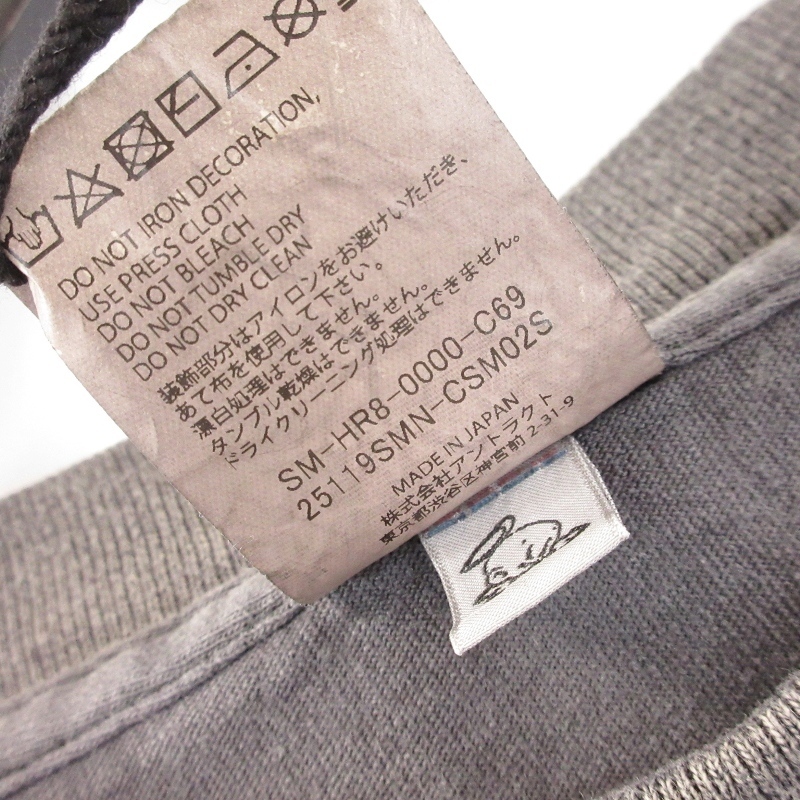 DO NOT IRON DECORATION,
USE PRESS CLOTH
DO NOT BLEACH
DO NOT TUMBLE DRY
DO NOT DRY CLEAN
装飾部分はアイロンをお避けいただき、
あて布を使用して下さい。
漂白処理はできません。
タンブル乾燥はできません。
ドライクリーニング処理はできません。
SM-HR8-0000-C69
25119SMN-CSM02S
MADE IN JAPAN
株式会社アントラクト
東京都渋谷区神宮前 2-31-9